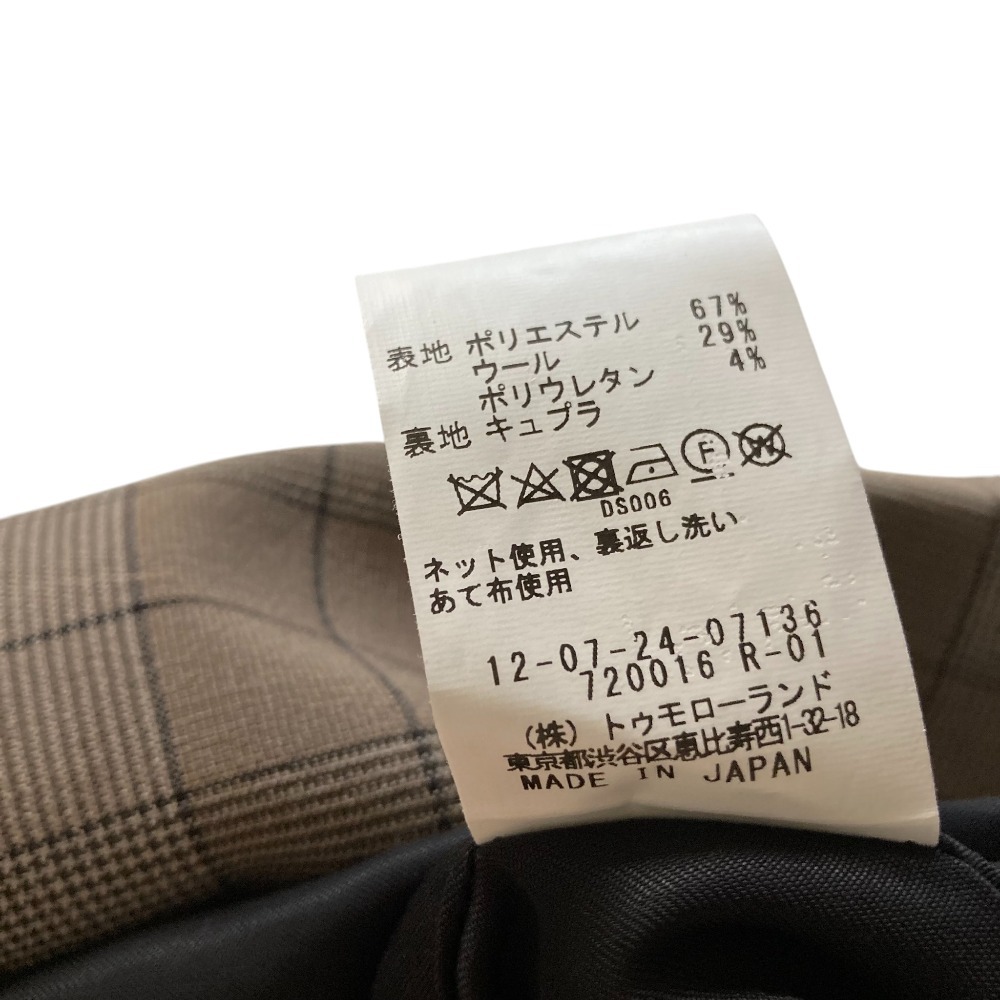 表地 ポリエステル 67%
ウール 29%
ポリウレタン 4%
裏地 キュプラ
F W
DS006
ネット使用、裏返し洗い
あて布使用
12-07-24-07136
720016 R-01
(株) トゥモローランド
東京都渋谷区恵比寿西1-32-18
MADE IN JAPAN